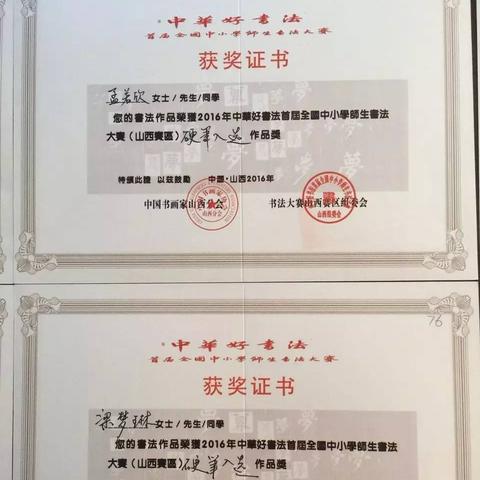 中華好書法
首届全國中小學師生書法大賽
获奖证书
孟若欣 女士/先生/同學
您的書法作品榮獲2016年中華好書法首屆全國中小學師生書法
大賽（山西賽區）硬筆入选 作品獎
特頒此證 以茲鼓勵 中國·山西2016年
中国书画家山西分会 书法大赛山西赛区组委会
76
中華好書法
首届全國中小學師生書法大賽
获奖证书
梁梦琳 女士/先生/同學
您的書法作品榮獲2016年中華好書法首屆全國中小學師生書法
大賽（山西賽區）硬筆入选 作品獎